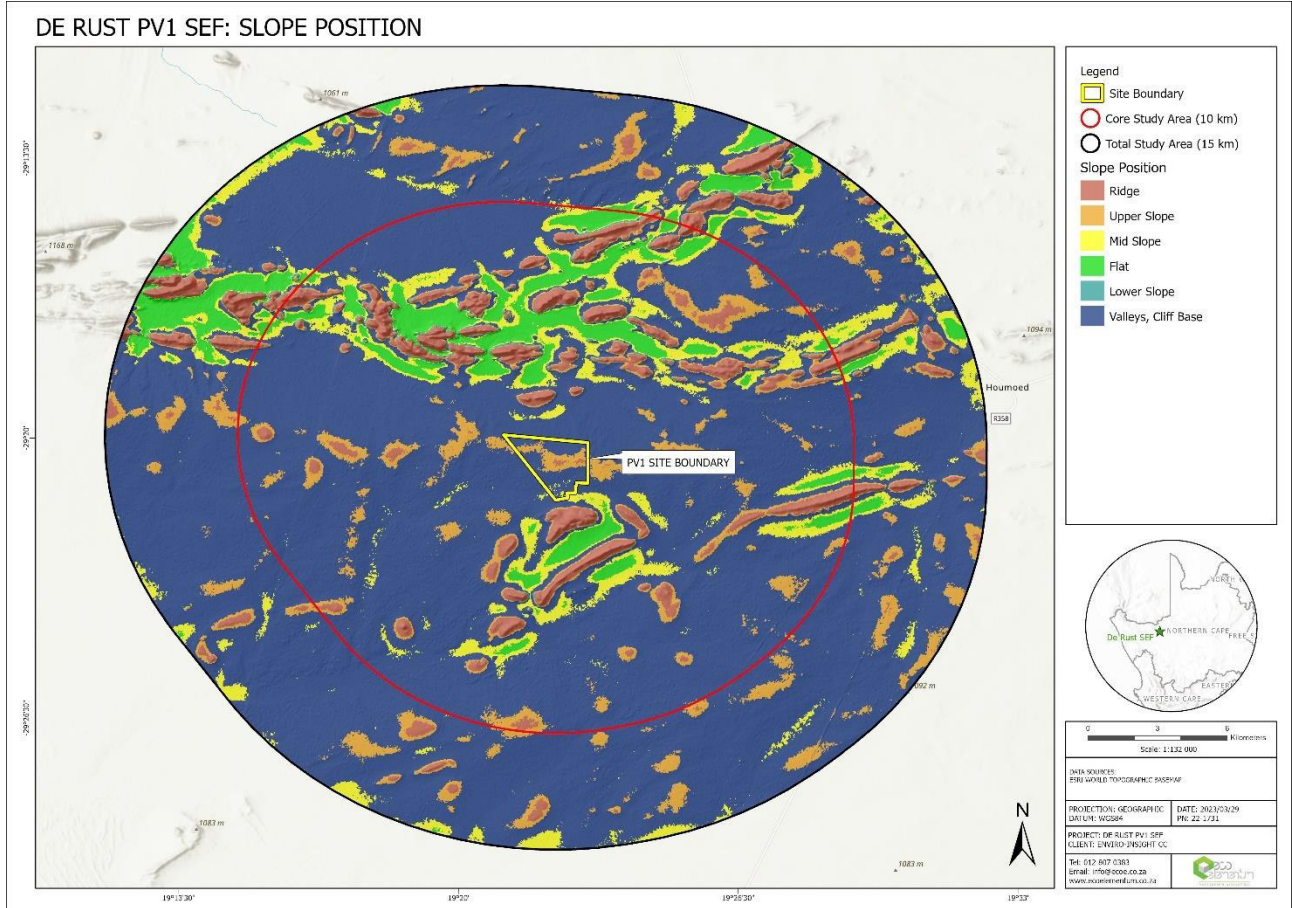 DE RUST PV1 SEF: SLOPE POSITION
1061 m
1168 m
1094 m
Houmoed
R358
PV1 SITE BOUNDARY
1083 m
1083 m
N
-29°13'30"
-29°20'
-29°26'30"
19°13'30"
19°20'
19°26'30"
19°33'
Legend
Site Boundary
Core Study Area (10 km)
Total Study Area (15 km)
Slope Position
Ridge
Upper Slope
Mid Slope
Flat
Lower Slope
Valleys, Cliff Base
De Rust SEF
NORTHERN CAPE
FREE S
EASTER
WESTERN CAPE
0 3 6
Kilometers
Scale: 1:132 000
DATA SOURCES:
ESRI WORLD TOPOGRAPHIC BASEMAP
PROJECTION: GEOGRAPHIC
DATUM: WGS84
DATE: 2023/03/29
PN: 22-1731
PROJECT: DE RUST PV1 SEF
CLIENT: ENVIRO-INSIGHT CC
Tel: 012 807 0383
Email: info@ecoe.co.za
www.ecoelementum.co.za
eco
elementum